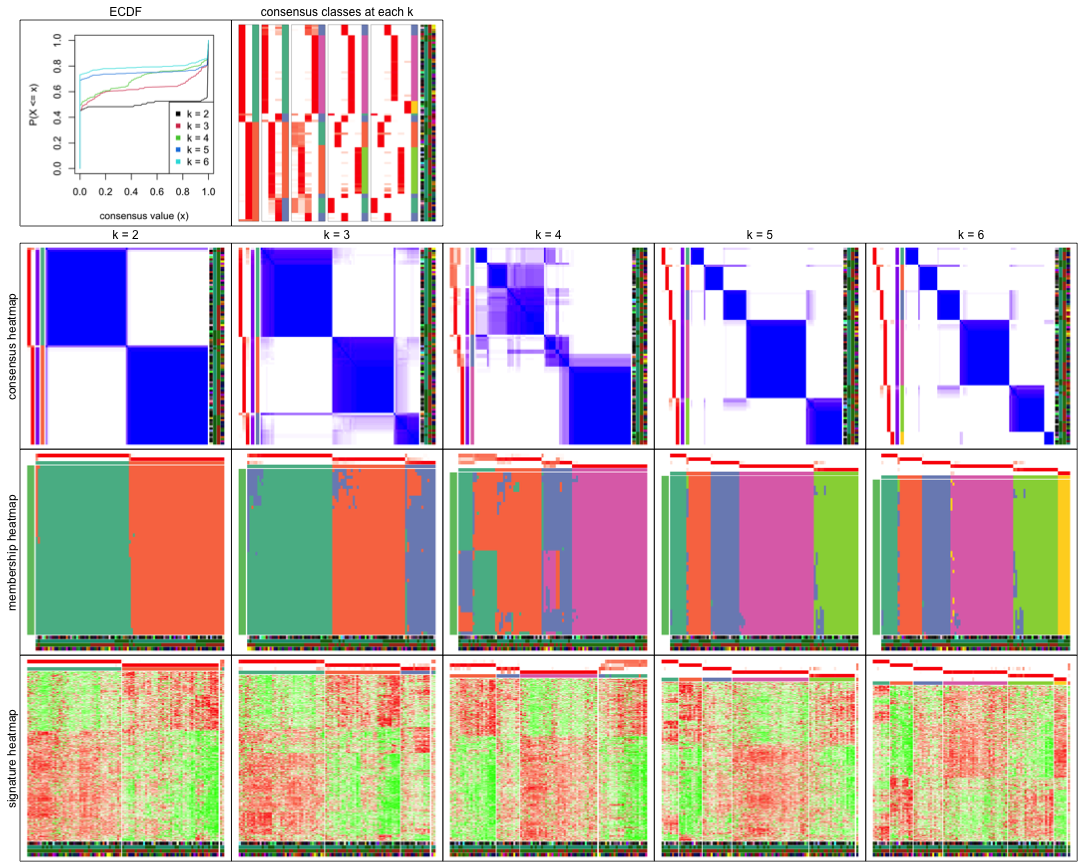 ECDF
consensus classes at each k
P(X <= x)
1.0
0.8
0.6
0.4
0.2
0.0
k = 2
k = 3
k = 4
k = 5
k = 6
0.0 0.2 0.4 0.6 0.8 1.0
consensus value (x)
k = 2 k = 3 k = 4 k = 5 k = 6
consensus heatmap
membership heatmap
signature heatmap